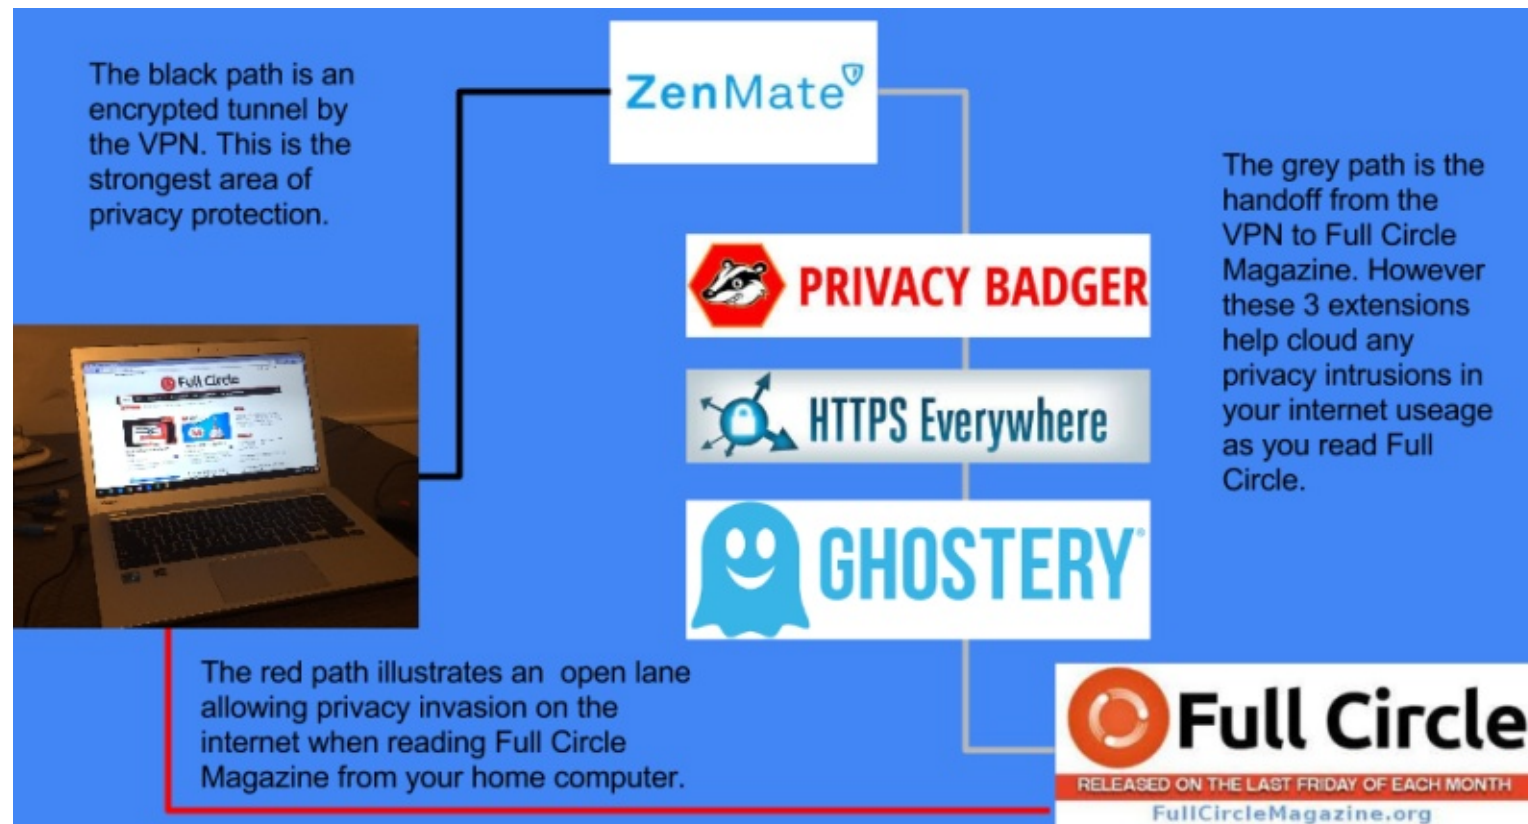 The black path is an
encrypted tunnel by
the VPN. This is the
strongest area of
privacy protection.
ZenMate
The grey path is the
handoff from the
VPN to Full Circle
Magazine. However
these 3 extensions
help cloud any
privacy intrusions in
your internet useage
as you read Full
Circle.
PRIVACY BADGER
HTTPS Everywhere
GHOSTERY®
Full Circle
The red path illustrates an  open lane
allowing privacy invasion on the
internet when reading Full Circle
Magazine from your home computer.
Full Circle
RELEASED ON THE LAST FRIDAY OF EACH MONTH
FullCircleMagazine.org